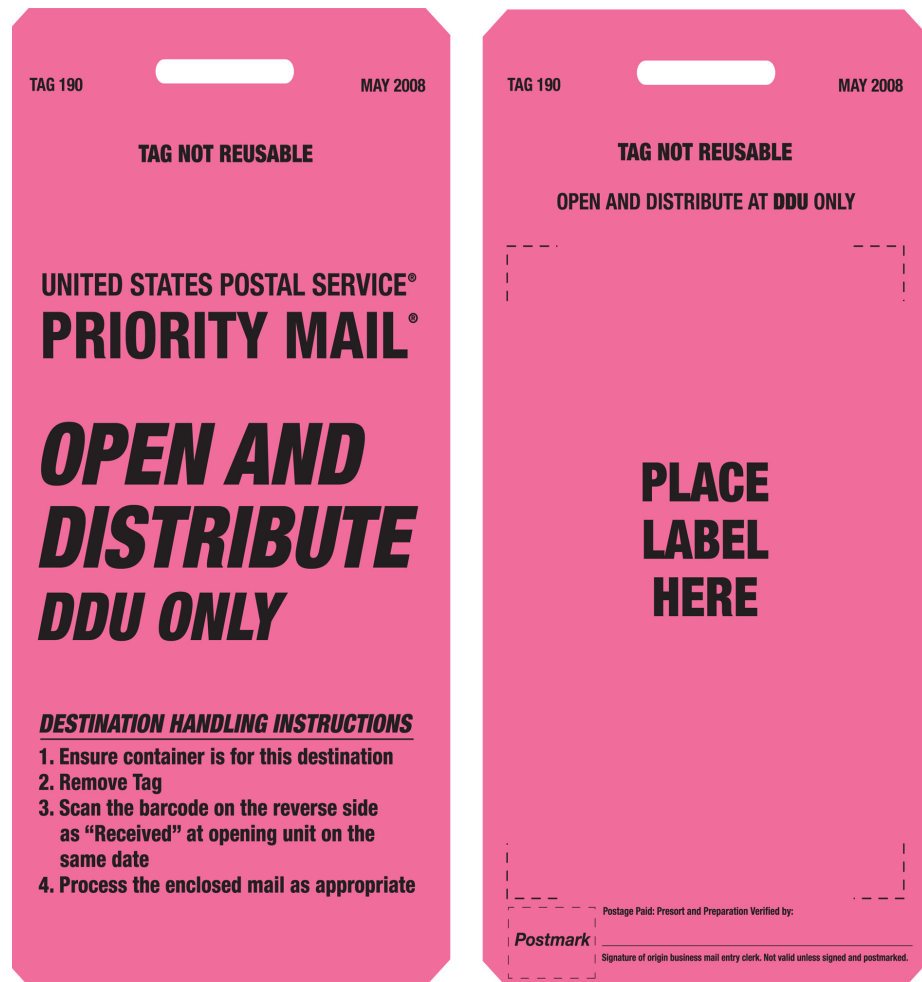 TAG 190
MAY 2008
TAG NOT REUSABLE
UNITED STATES POSTAL SERVICE®
PRIORITY MAIL®
OPEN AND
DISTRIBUTE
DDU ONLY
DESTINATION HANDLING INSTRUCTIONS
1. Ensure container is for this destination
2. Remove Tag
3. Scan the barcode on the reverse side
as “Received” at opening unit on the
same date
4. Process the enclosed mail as appropriate
TAG 190
MAY 2008
TAG NOT REUSABLE
OPEN AND DISTRIBUTE AT DDU ONLY
PLACE
LABEL
HERE
Postage Paid: Presort and Preparation Verified by:
Postmark
Signature of origin business mail entry clerk. Not valid unless signed and postmarked.